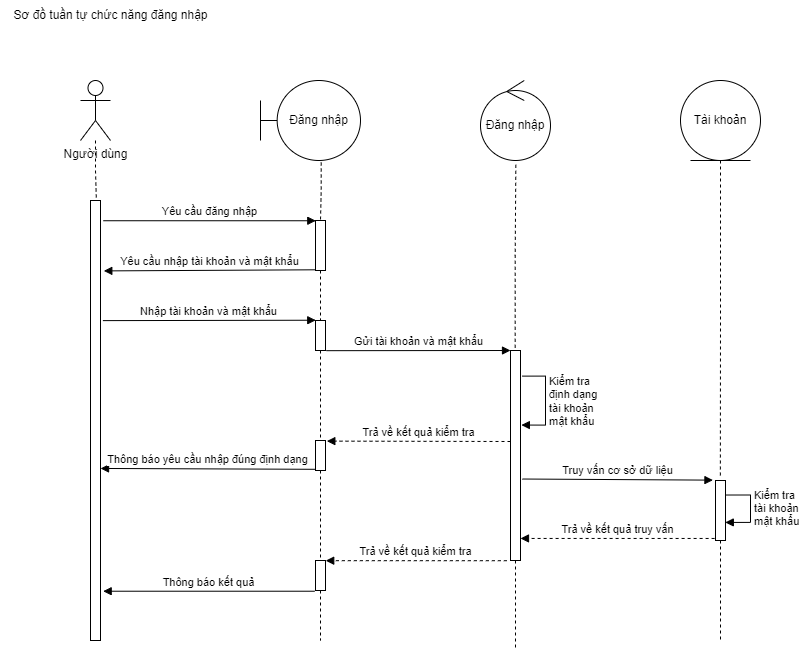 Sơ đồ tuần tự chức năng đăng nhập
Đăng nhập
Đăng nhập
Tài khoản
Người dùng
Yêu cầu đăng nhập
Yêu cầu nhập tài khoản và mật khẩu
Nhập tài khoản và mật khẩu
Gửi tài khoản và mật khẩu
Kiểm tra
định dạng
tài khoản
mật khẩu
Trả về kết quả kiểm tra
Thông báo yêu cầu nhập đúng định dạng
Truy vấn cơ sở dữ liệu
Kiểm tra
tài khoản
mật khẩu
Trả về kết quả truy vấn
Trả về kết quả kiểm tra
Thông báo kết quả